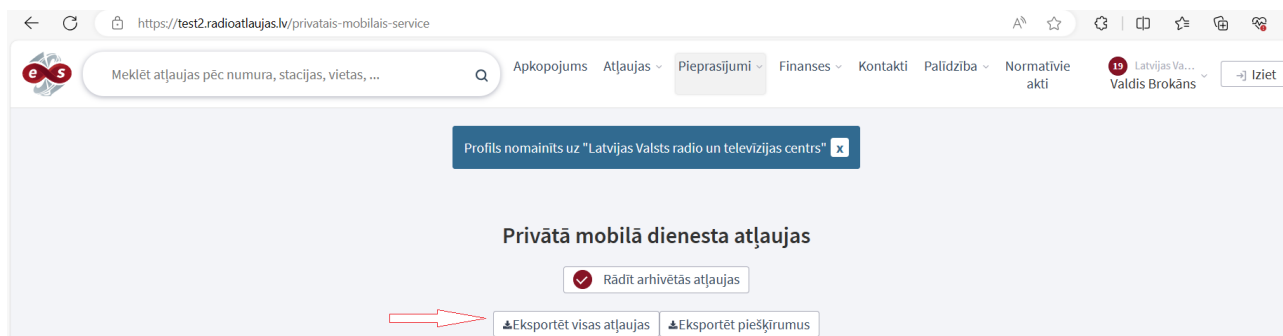 https://test2.radioatlaujas.lv/privatais-mobilais-service
eks
Meklēt atļaujas pēc numura, stacijas, vietas, ...
Apkopojums Atļaujas Pieprasījumi Finanses Kontakti Palīdzība Normatīvie akti
19 Latvijas Va...
Valdis Brokāns
Iziet
Profils nomainīts uz "Latvijas Valsts radio un televīzijas centrs" x
Privātā mobilā dienesta atļaujas
Rādīt arhivētās atļaujas
Eksportēt visas atļaujas Eksportēt piešķīrumus